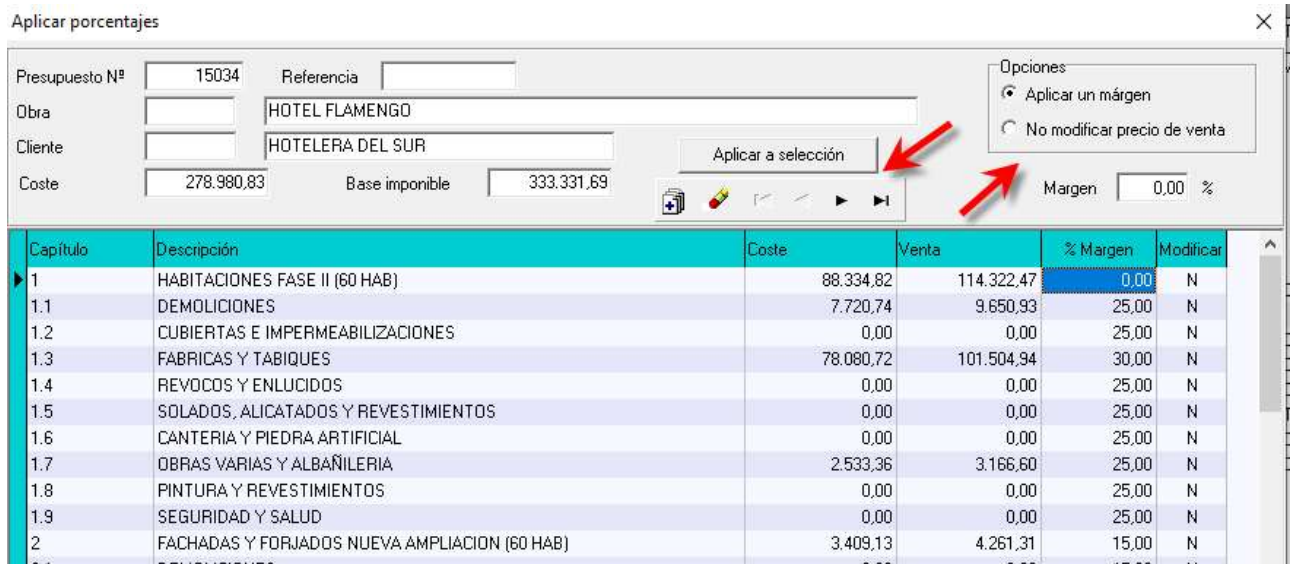 Aplicar porcentajes
Presupuesto Nº 15034 Referencia
Opciones
Aplicar un márgen
No modificar precio de venta
Obra HOTEL FLAMENGO
Cliente HOTELERA DEL SUR
Aplicar a selección
Coste 278.980,83 Base imponible 333.331,69
Margen 0,00 %
Capítulo Descripción Coste Venta % Margen Modificar
1 HABITACIONES FASE II (60 HAB) 88.334,82 114.322,47 0,00 N
1.1 DEMOLICIONES 7.720,74 9.650,93 25,00 N
1.2 CUBIERTAS E IMPERMEABILIZACIONES 0,00 0,00 25,00 N
1.3 FABRICAS Y TABIQUES 78.080,72 101.504,94 30,00 N
1.4 REVOCOS Y ENLUCIDOS 0,00 0,00 25,00 N
1.5 SOLADOS, ALICATADOS Y REVESTIMIENTOS 0,00 0,00 25,00 N
1.6 CANTERIA Y PIEDRA ARTIFICIAL 0,00 0,00 25,00 N
1.7 OBRAS VARIAS Y ALBAÑILERIA 2.533,36 3.166,60 25,00 N
1.8 PINTURA Y REVESTIMIENTOS 0,00 0,00 25,00 N
1.9 SEGURIDAD Y SALUD 0,00 0,00 25,00 N
2 FACHADAS Y FORJADOS NUEVA AMPLIACION (60 HAB) 3.409,13 4.261,31 15,00 N